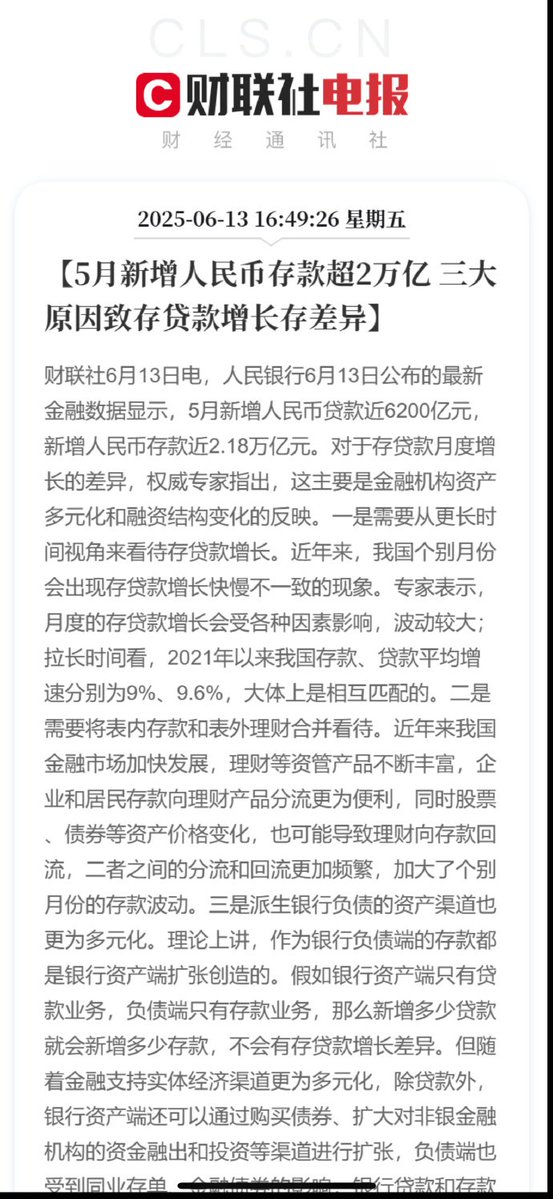 CLS.CN
财联社电报
财经通讯社
2025-06-13 16:49:26 星期五
【5月新增人民币存款超2万亿 三大
原因致存贷款增长存差异】
财联社6月13日电，人民银行6月13日公布的最新
金融数据显示，5月新增人民币贷款近6200亿元，
新增人民币存款近2.18万亿元。对于存贷款月度增
长的差异，权威专家指出，这主要是金融机构资产
多元化和融资结构变化的反映。一是需要从更长时
间视角来看待存贷款增长。近年来，我国个别月份
会出现存贷款增长快慢不一致的现象。专家表示，
月度的存贷款增长会受各种因素影响，波动较大；
拉长时间看，2021年以来我国存款、贷款平均增
速分别为9%、9.6%，大体上是相互匹配的。二是
需要将表内存款和表外理财合并看待。近年来我国
金融市场加快发展，理财等资管产品不断丰富，企
业和居民存款向理财产品分流更为便利，同时股票
、债券等资产价格变化，也可能导致理财向存款回
流，二者之间的分流和回流更加频繁，加大了个别
月份的存款波动。三是派生银行负债的资产渠道也
更为多元化。理论上讲，作为银行负债端的存款都
是银行资产端扩张创造的。假如银行资产端只有贷
款业务，负债端只有存款业务，那么新增多少贷款
就会新增多少存款，不会有存贷款增长差异。但随
着金融支持实体经济渠道更为多元化，除贷款外，
银行资产端还可以通过购买债券、扩大对非银金融
机构的资金融出和投资等渠道进行扩张，负债端也
受到同业存单、金融债券的影响，银行贷款和存款